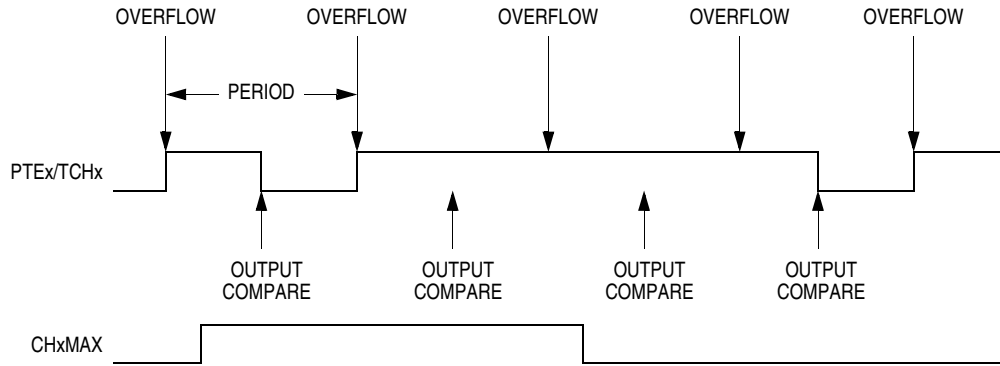 OVERFLOW OVERFLOW OVERFLOW OVERFLOW OVERFLOW
PERIOD
PTEx/TCHx
OUTPUT OUTPUT OUTPUT OUTPUT
COMPARE COMPARE COMPARE COMPARE
CHxMAX